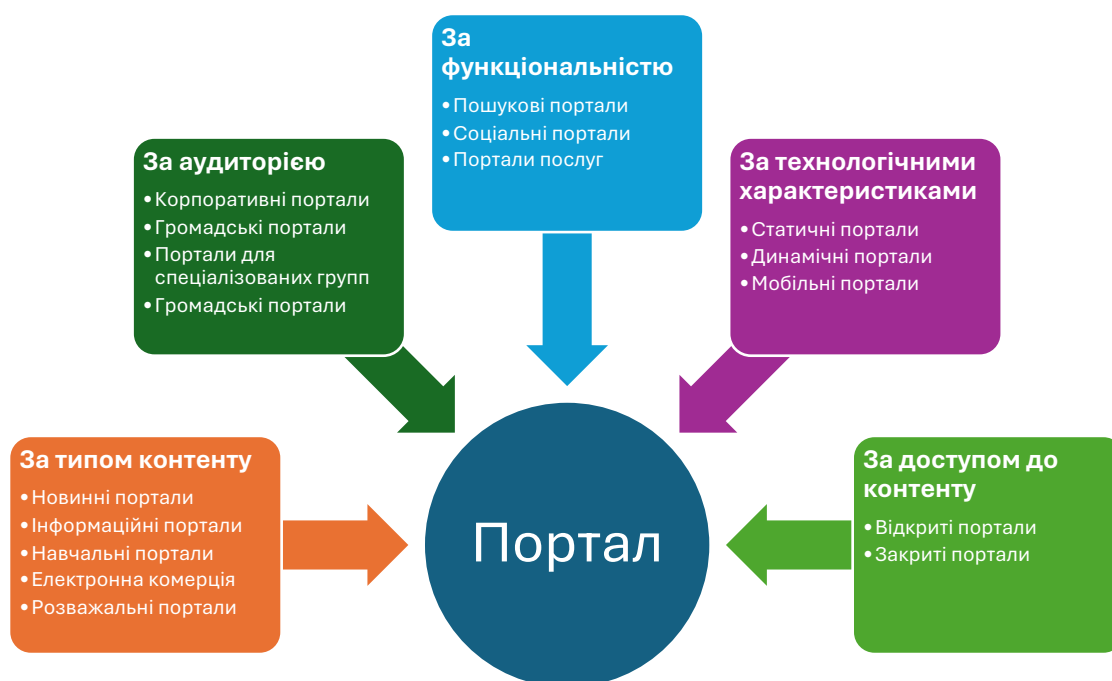 За
функціональністю
• Пошукові портали
• Соціальні портали
• Портали послуг
За аудиторією
• Корпоративні портали
• Громадські портали
• Портали для
спеціалізованих групп
• Громадські портали
За технологічними
характеристиками
• Статичні портали
• Динамічні портали
• Мобільні портали
За типом контенту
• Новинні портали
• Інформаційні портали
• Навчальні портали
• Електронна комерція
• Розважальні портали
За доступом до
контенту
• Відкриті портали
• Закриті портали
Портал